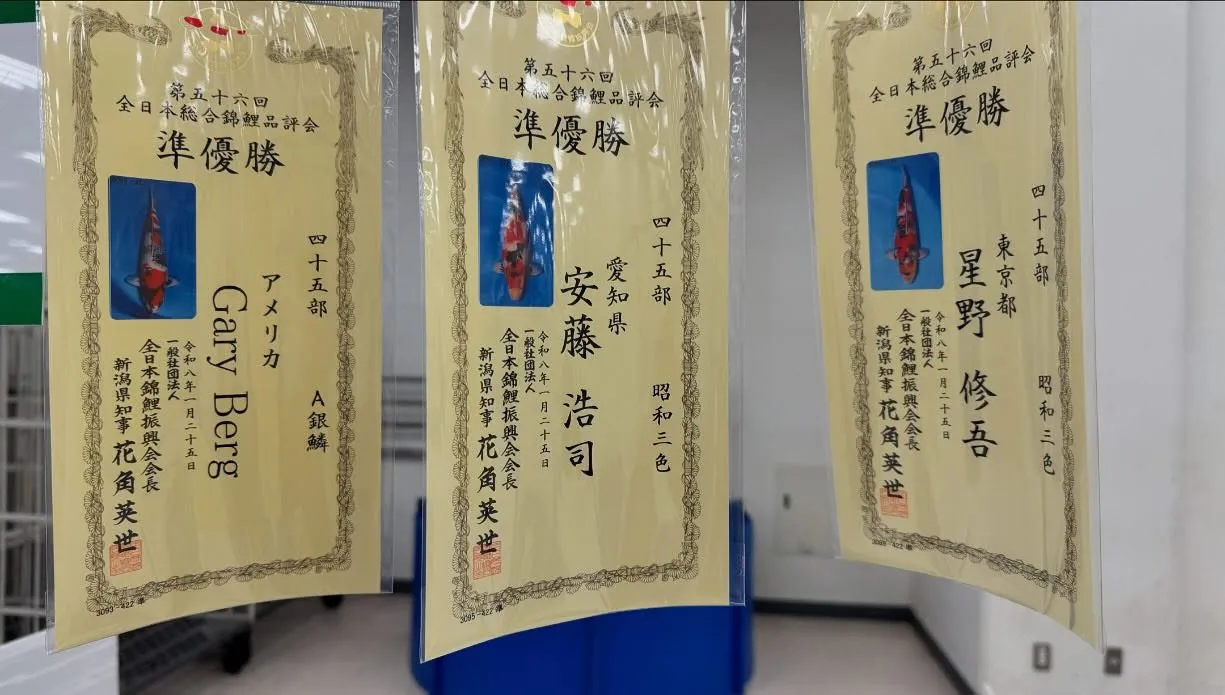 第五十六回
全日本総合錦鯉品評会
準優勝
四十五部 A銀鱗
アメリカ
Gary Berg
令和八年一月二十五日
一般社団法人
全日本錦鯉振興会会長
新潟県知事 花角英世
3093-422 準
第五十六回
全日本総合錦鯉品評会
準優勝
四十五部 昭和三色
愛知県
安藤 浩司
令和八年一月二十五日
一般社団法人
全日本錦鯉振興会会長
新潟県知事 花角英世
3095-422 準
第五十六回
全日本総合錦鯉品評会
準優勝
四十五部 昭和三色
東京都
星野 修吾
令和八年一月二十五日
一般社団法人
全日本錦鯉振興会会長
新潟県知事 花角英世